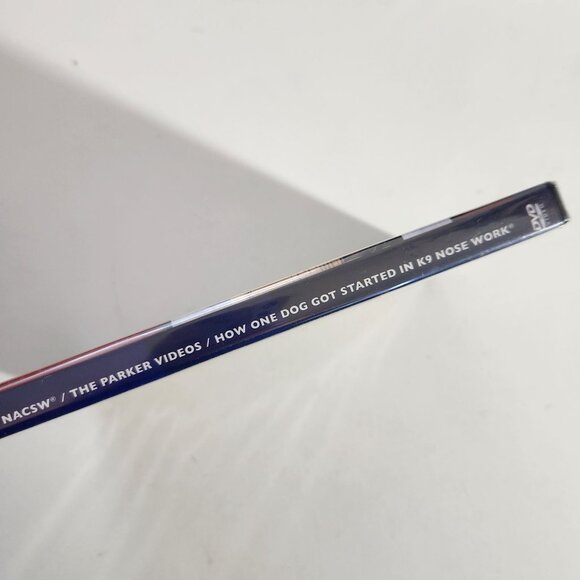 NACSW® / THE PARKER VIDEOS / HOW ONE DOG GOT STARTED IN K9 NOSE WORK®
DVD